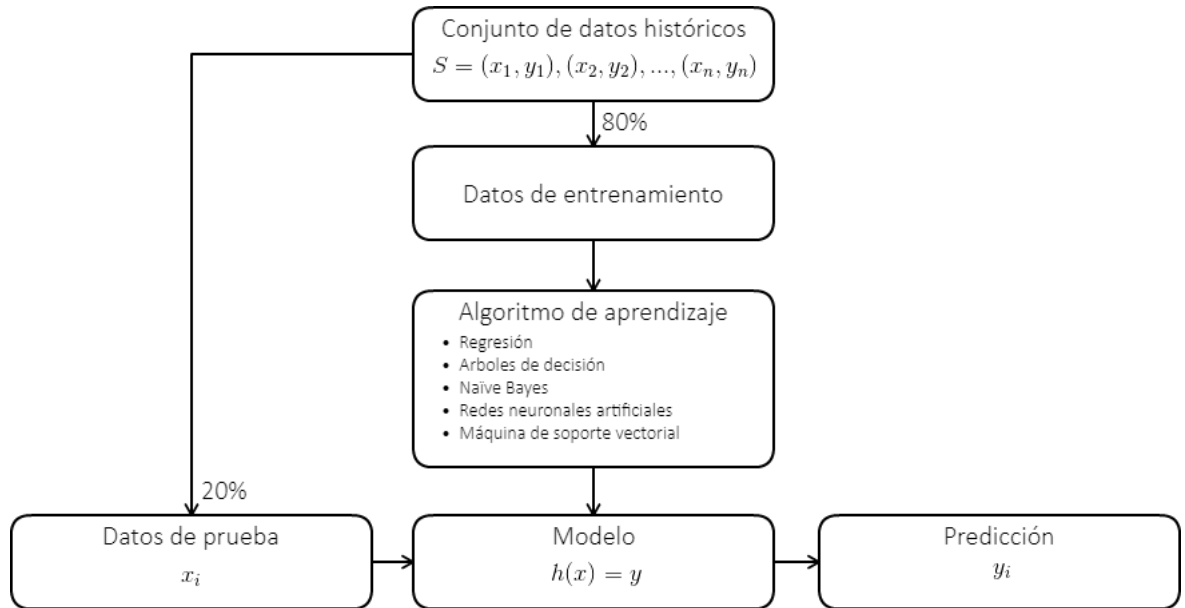 Conjunto de datos históricos
S = (x₁, y₁), (x₂, y₂), ..., (xₙ, yₙ)
80%
Datos de entrenamiento
Algoritmo de aprendizaje
• Regresión
• Arboles de decisión
• Naïve Bayes
• Redes neuronales artificiales
• Máquina de soporte vectorial
20%
Datos de prueba
xᵢ
Modelo
h(x) = y
Predicción
yᵢ